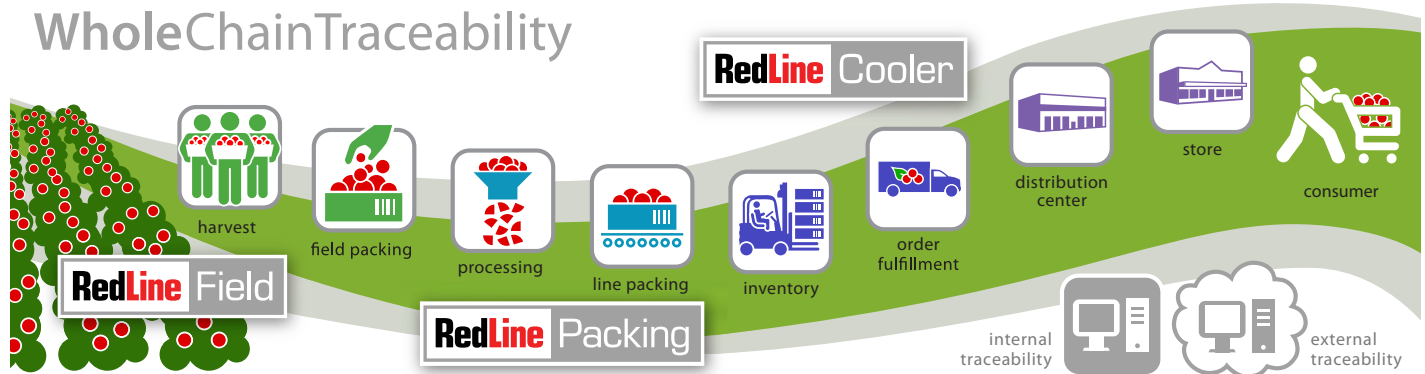 WholeChainTraceability
RedLine Cooler
harvest
field packing
processing
line packing
inventory
order
fulfillment
distribution
center
store
consumer
RedLine Field
RedLine Packing
internal
traceability
external
traceability